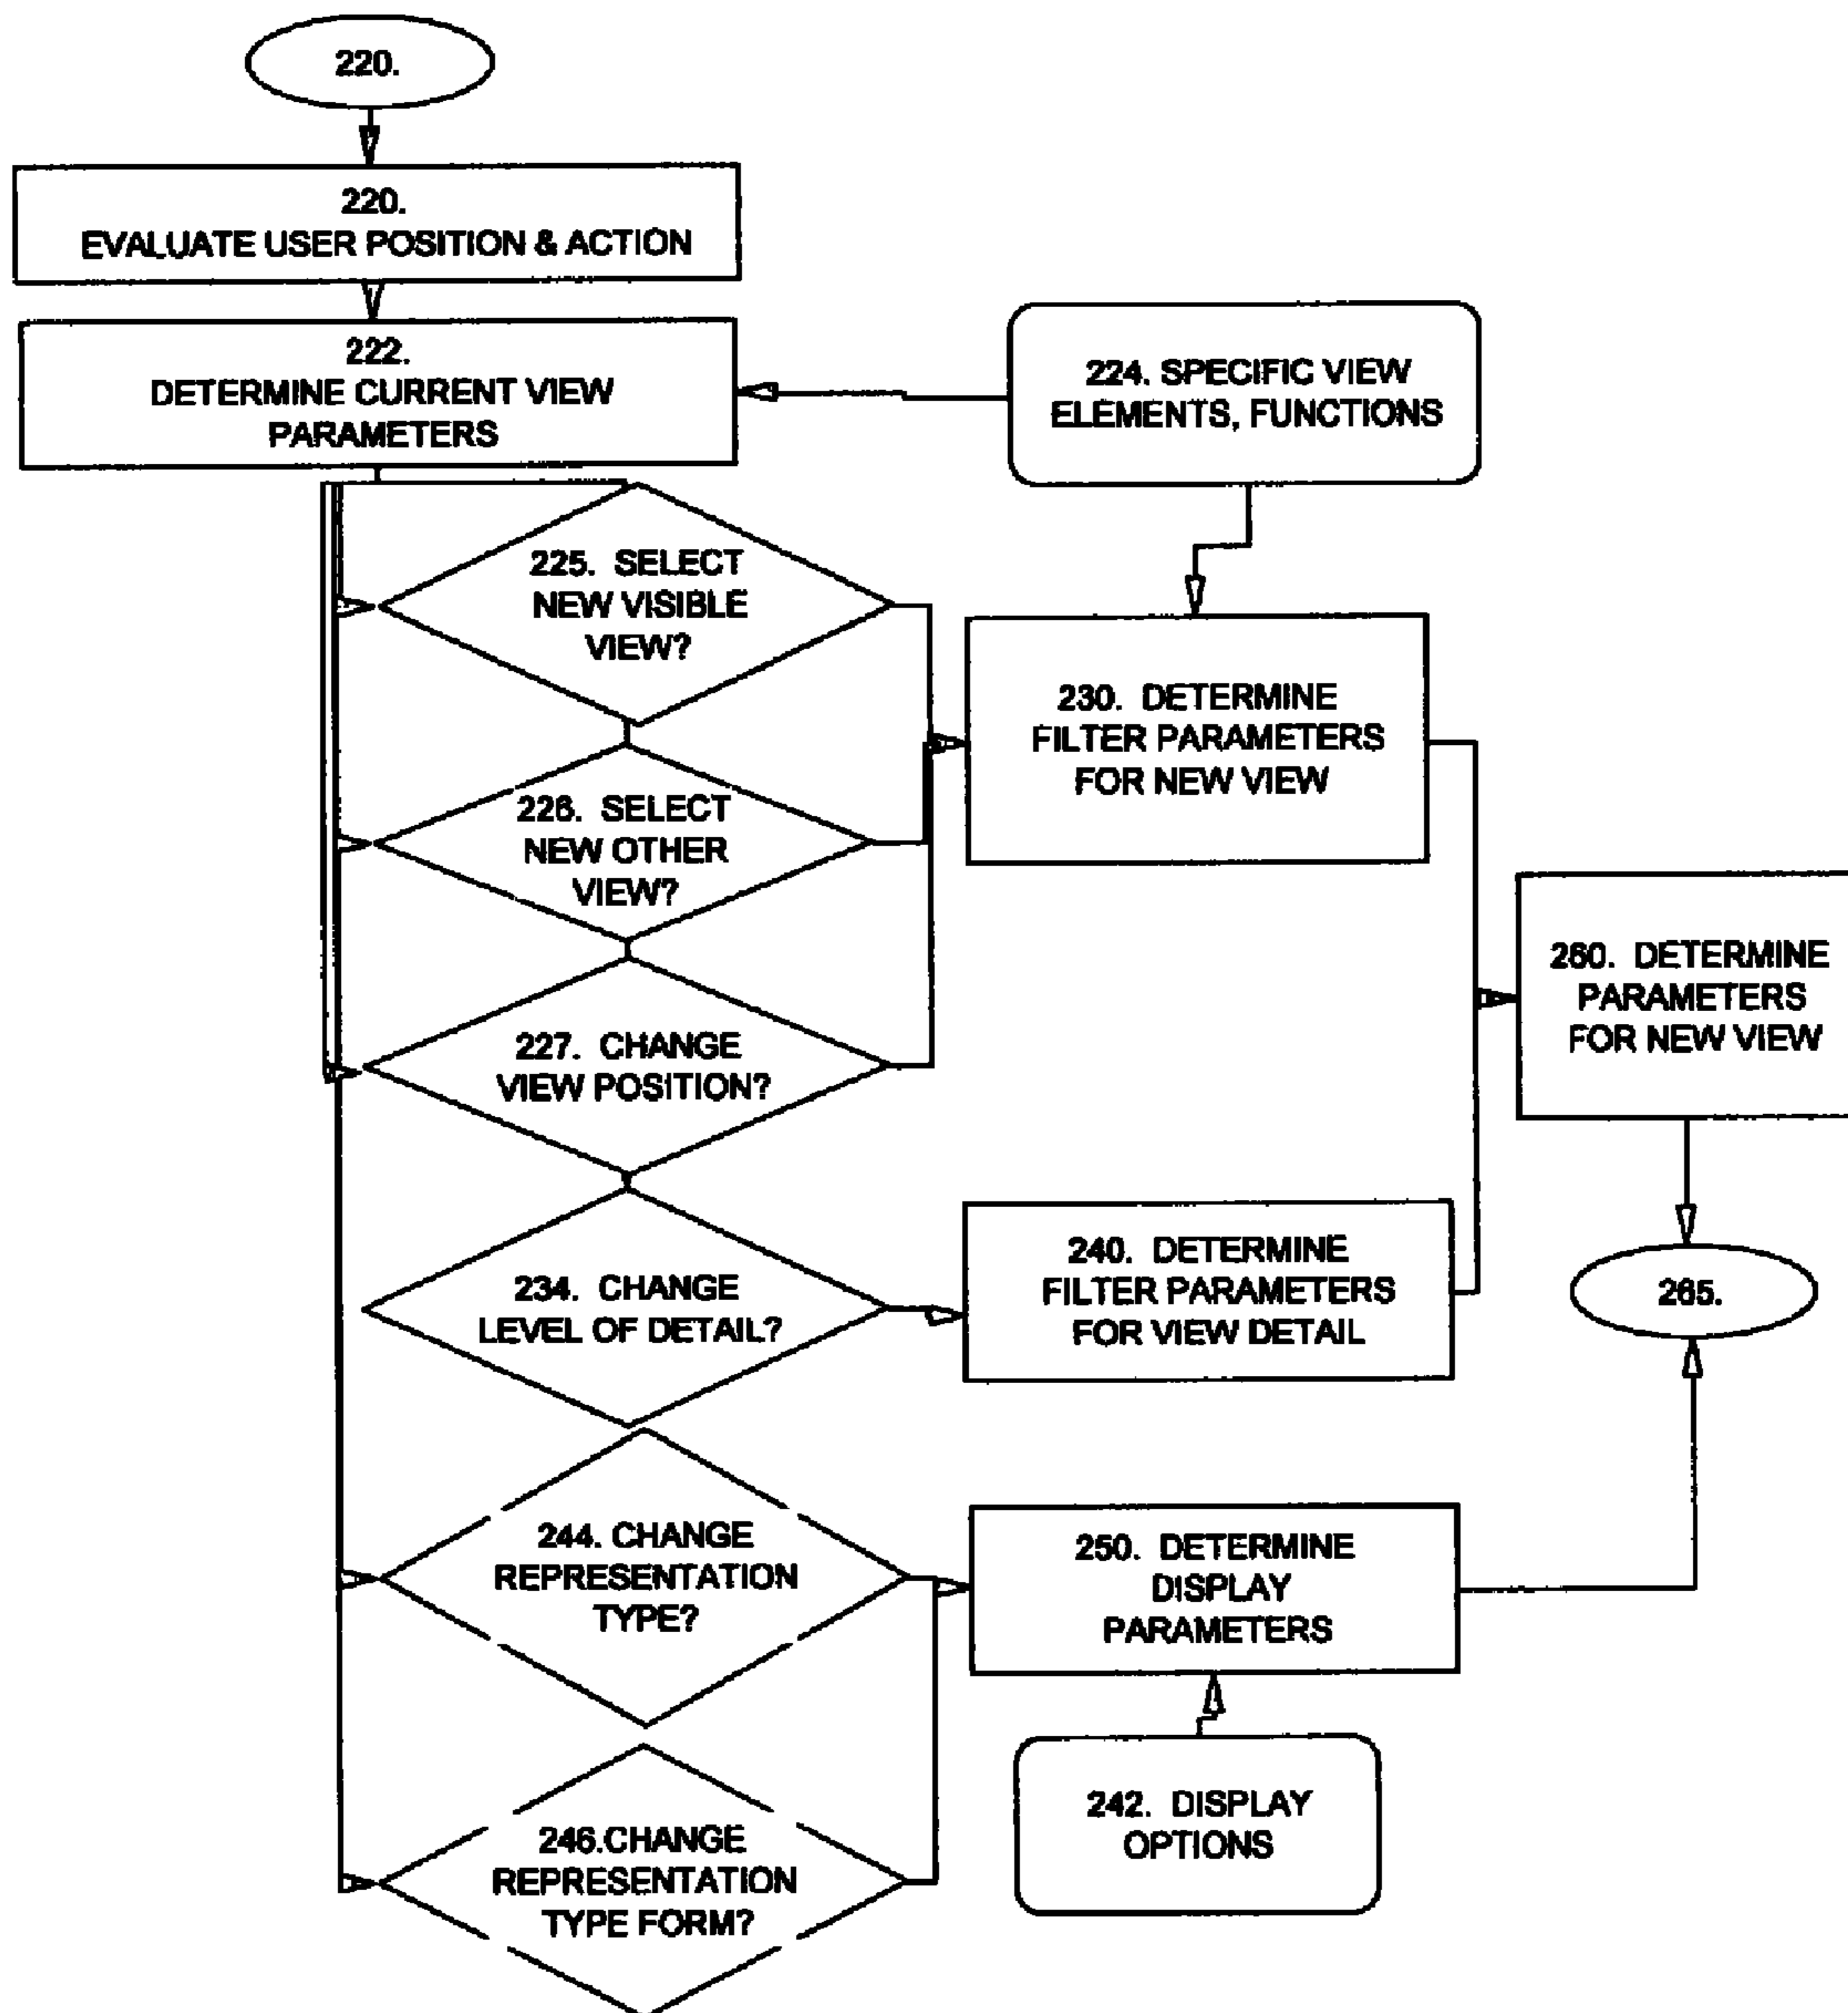 220.
220.
EVALUATE USER POSITION & ACTION
222.
DETERMINE CURRENT VIEW
PARAMETERS
224. SPECIFIC VIEW
ELEMENTS, FUNCTIONS
225. SELECT
NEW VISIBLE
VIEW?
230. DETERMINE
FILTER PARAMETERS
FOR NEW VIEW
226. SELECT
NEW OTHER
VIEW?
260. DETERMINE
PARAMETERS
FOR NEW VIEW
227. CHANGE
VIEW POSITION?
234. CHANGE
LEVEL OF DETAIL?
240. DETERMINE
FILTER PARAMETERS
FOR VIEW DETAIL
265.
244. CHANGE
REPRESENTATION
TYPE?
250. DETERMINE
DISPLAY
PARAMETERS
242. DISPLAY
OPTIONS
246.CHANGE
REPRESENTATION
TYPE FORM?